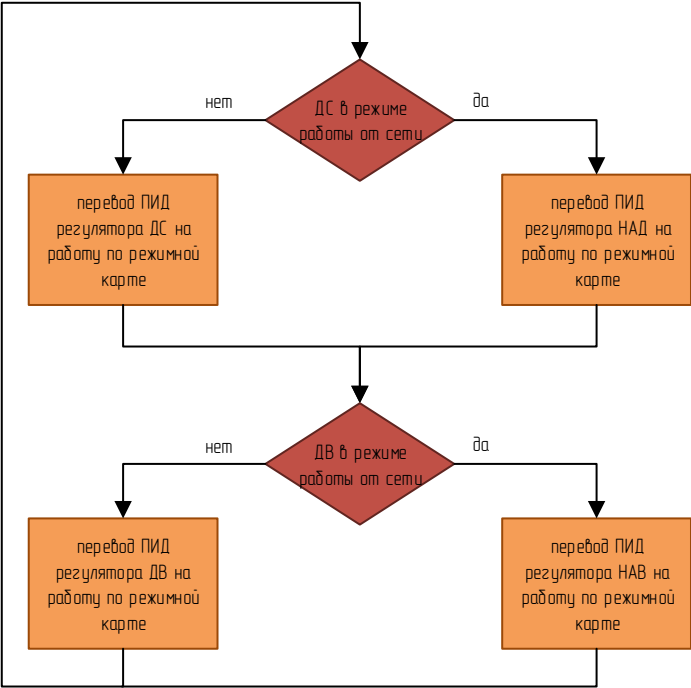 ДС в режиме
работы от сети
нет
да
перевод ПИД
регулятора ДС на
работу по режимной
карте
перевод ПИД
регулятора НАД на
работу по режимной
карте
ДВ в режиме
работы от сети
нет
да
перевод ПИД
регулятора ДВ на
работу по режимной
карте
перевод ПИД
регулятора НАВ на
работу по режимной
карте